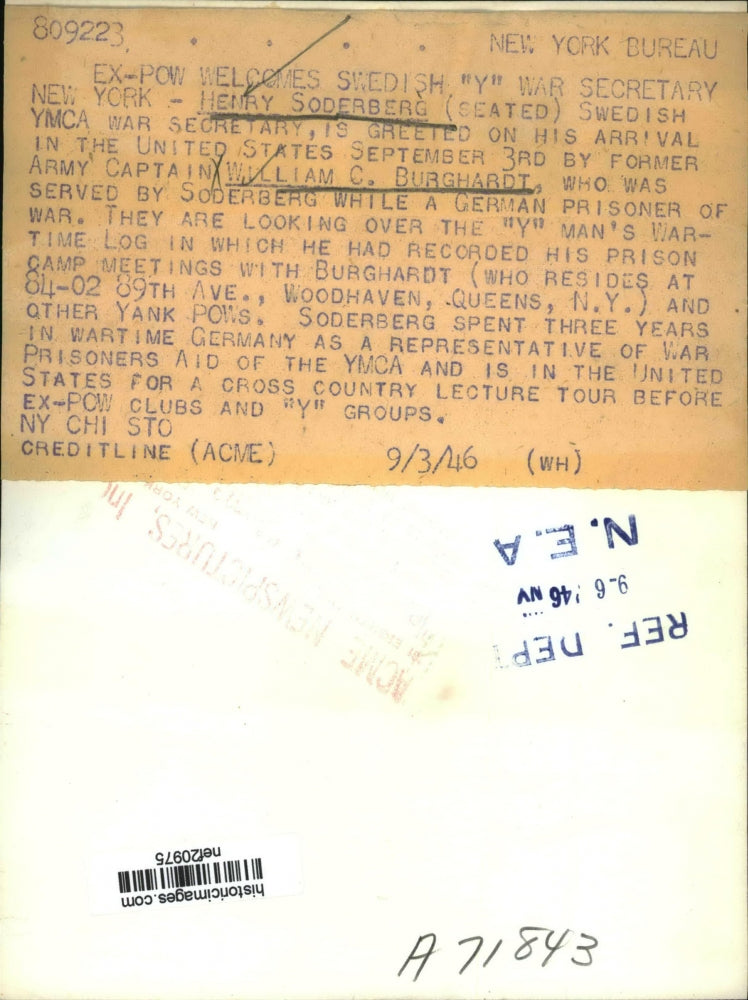 809223 . . . . NEW YORK BUREAU
EX-POW WELCOMES SWEDISH "Y" WAR SECRETARY
NEW YORK - HENRY SODERBERG (SEATED) SWEDISH
YMCA WAR SECRETARY, IS GREETED ON HIS ARRIVAL
IN THE UNITED STATES SEPTEMBER 3RD BY FORMER
ARMY CAPTAIN WILLIAM C. BURGHARDT, WHO WAS
SERVED BY SODERBERG WHILE A GERMAN PRISONER OF
WAR. THEY ARE LOOKING OVER THE "Y" MAN'S WAR-
TIME LOG IN WHICH HE HAD RECORDED HIS PRISON
CAMP MEETINGS WITH BURGHARDT (WHO RESIDES AT
84-02 89TH AVE., WOODHAVEN, QUEENS, N.Y.) AND
OTHER YANK POWS. SODERBERG SPENT THREE YEARS
IN WARTIME GERMANY AS A REPRESENTATIVE OF WAR
PRISONERS AID OF THE YMCA AND IS IN THE UNITED
STATES FOR A CROSS COUNTRY LECTURE TOUR BEFORE
EX-POW CLUBS AND "Y" GROUPS.
NY CHI STO
CREDITLINE (ACME) 9/3/46 (WH)
ACME NEWSPICTURES, Inc
NEW YORK
N.E.A
9-6 '46 NV
REF. DEPT
nef20975
historicimages.com
A71843